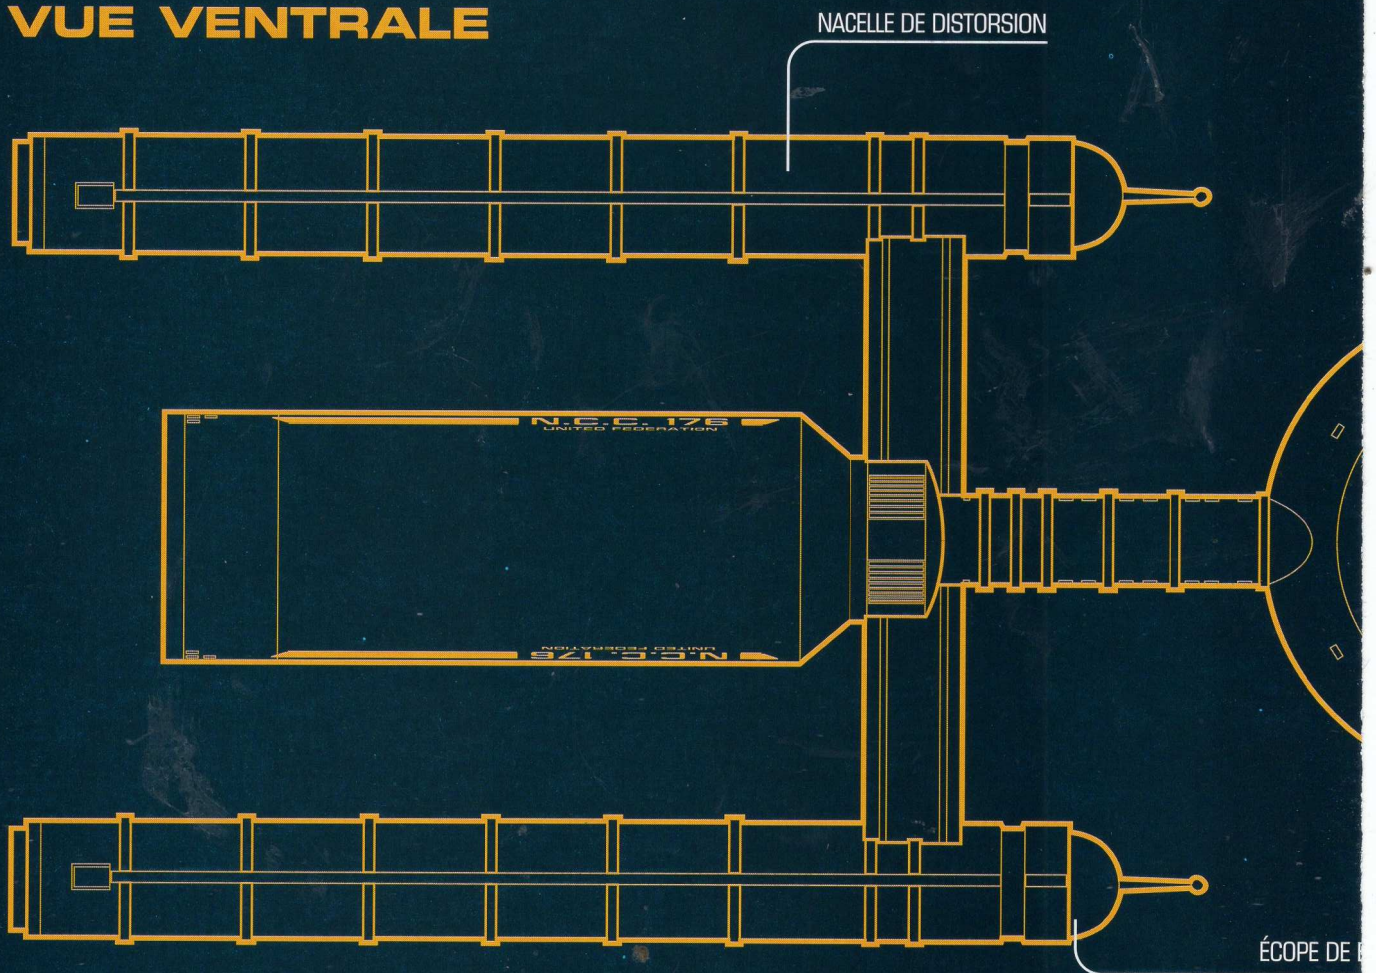 VUE VENTRALE
NACELLE DE DISTORSION
N.C.C. 176
UNITED FEDERATION
UNITED FEDERATION
N.C.C. 176
ÉCOPE DE